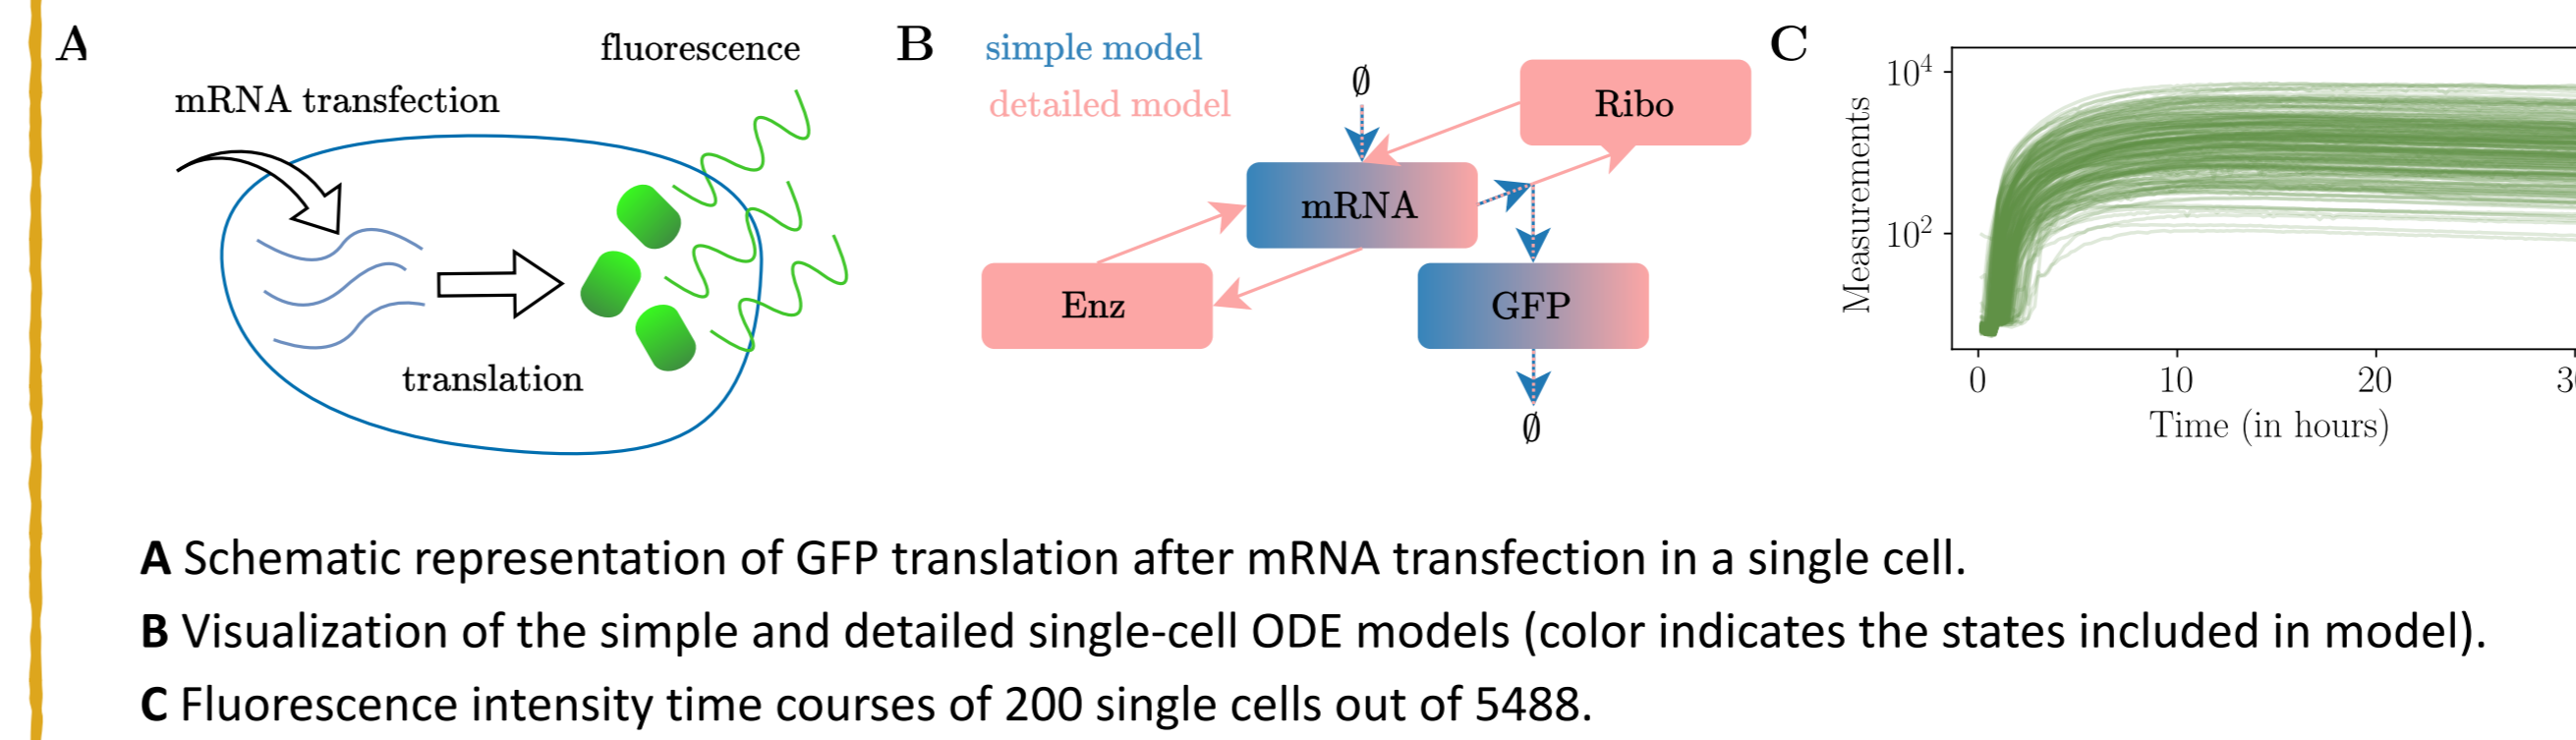 A
fluorescence
mRNA transfection
translation
B
simple model
detailed model
∅
Ribo
mRNA
Enz
GFP
∅
C
Measurements
10⁴
10²
0 10 20 3
Time (in hours)
A Schematic representation of GFP translation after mRNA transfection in a single cell.
B Visualization of the simple and detailed single-cell ODE models (color indicates the states included in model).
C Fluorescence intensity time courses of 200 single cells out of 5488.